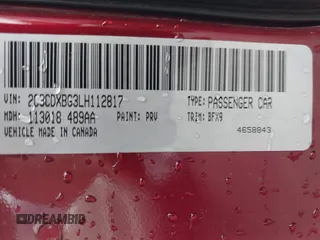 VIN: 2C3CDXBG3LH112817 TYPE: PASSENGER CAR
MDH: 113018 489AA PAINT: PRV TRIM: BFX9
VEHICLE MADE IN CANADA 4658843
DREAMBID